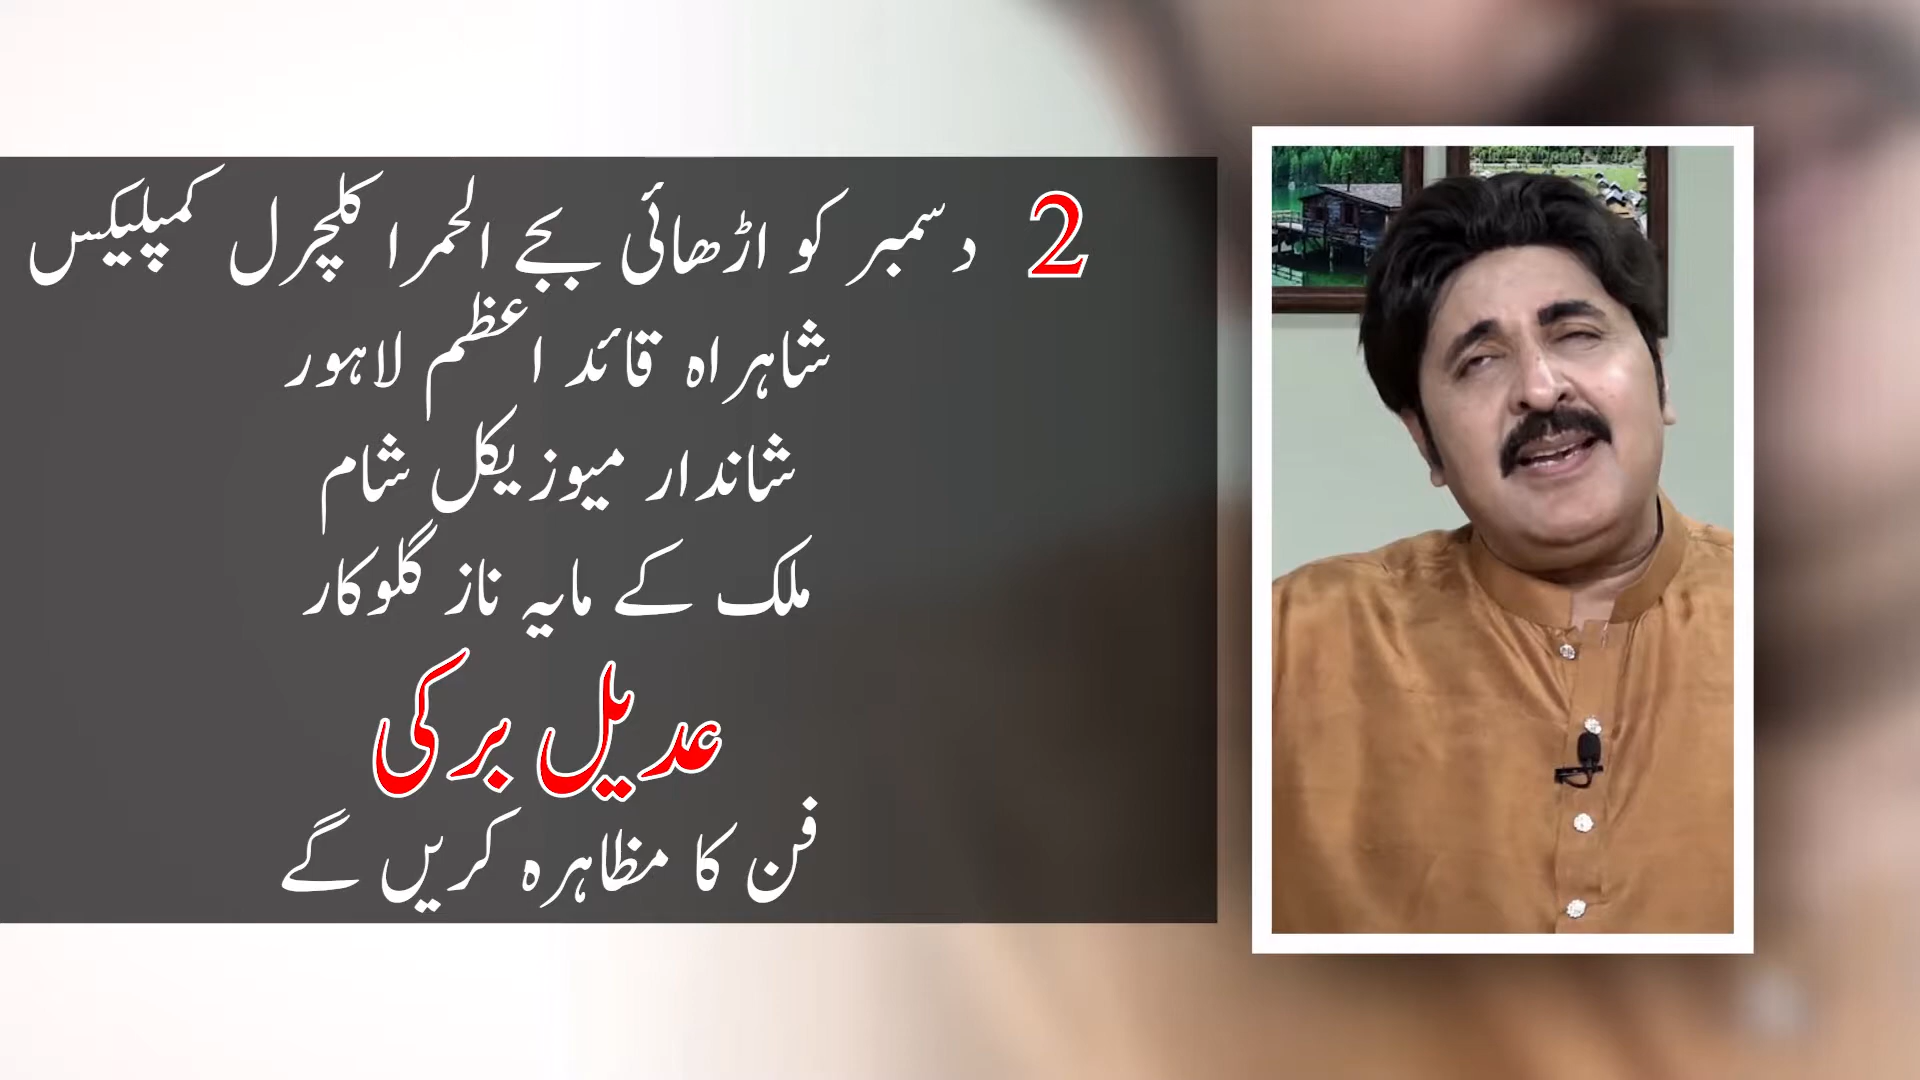 2 دسمبر کو اڑھائی بجے الحمرا کلچرل کمپلیکس
شاہراہ قائد اعظم لاہور
شاندار میوزیکل شام
ملک کے مایہ ناز گلوکار
عدیل برکی
فن کا مظاہرہ کریں گے